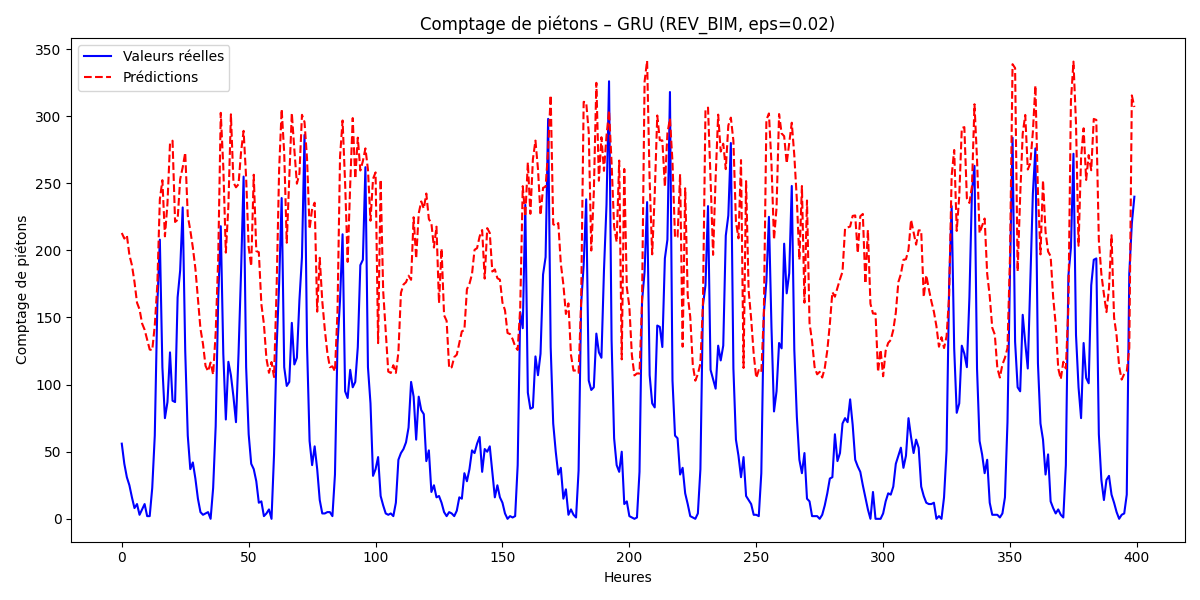 Comptage de piétons – GRU (REV_BIM, eps=0.02)
Valeurs réelles
Prédictions
Comptage de piétons
350
300
250
200
150
100
50
0
0 50 100 150 200 250 300 350 400
Heures